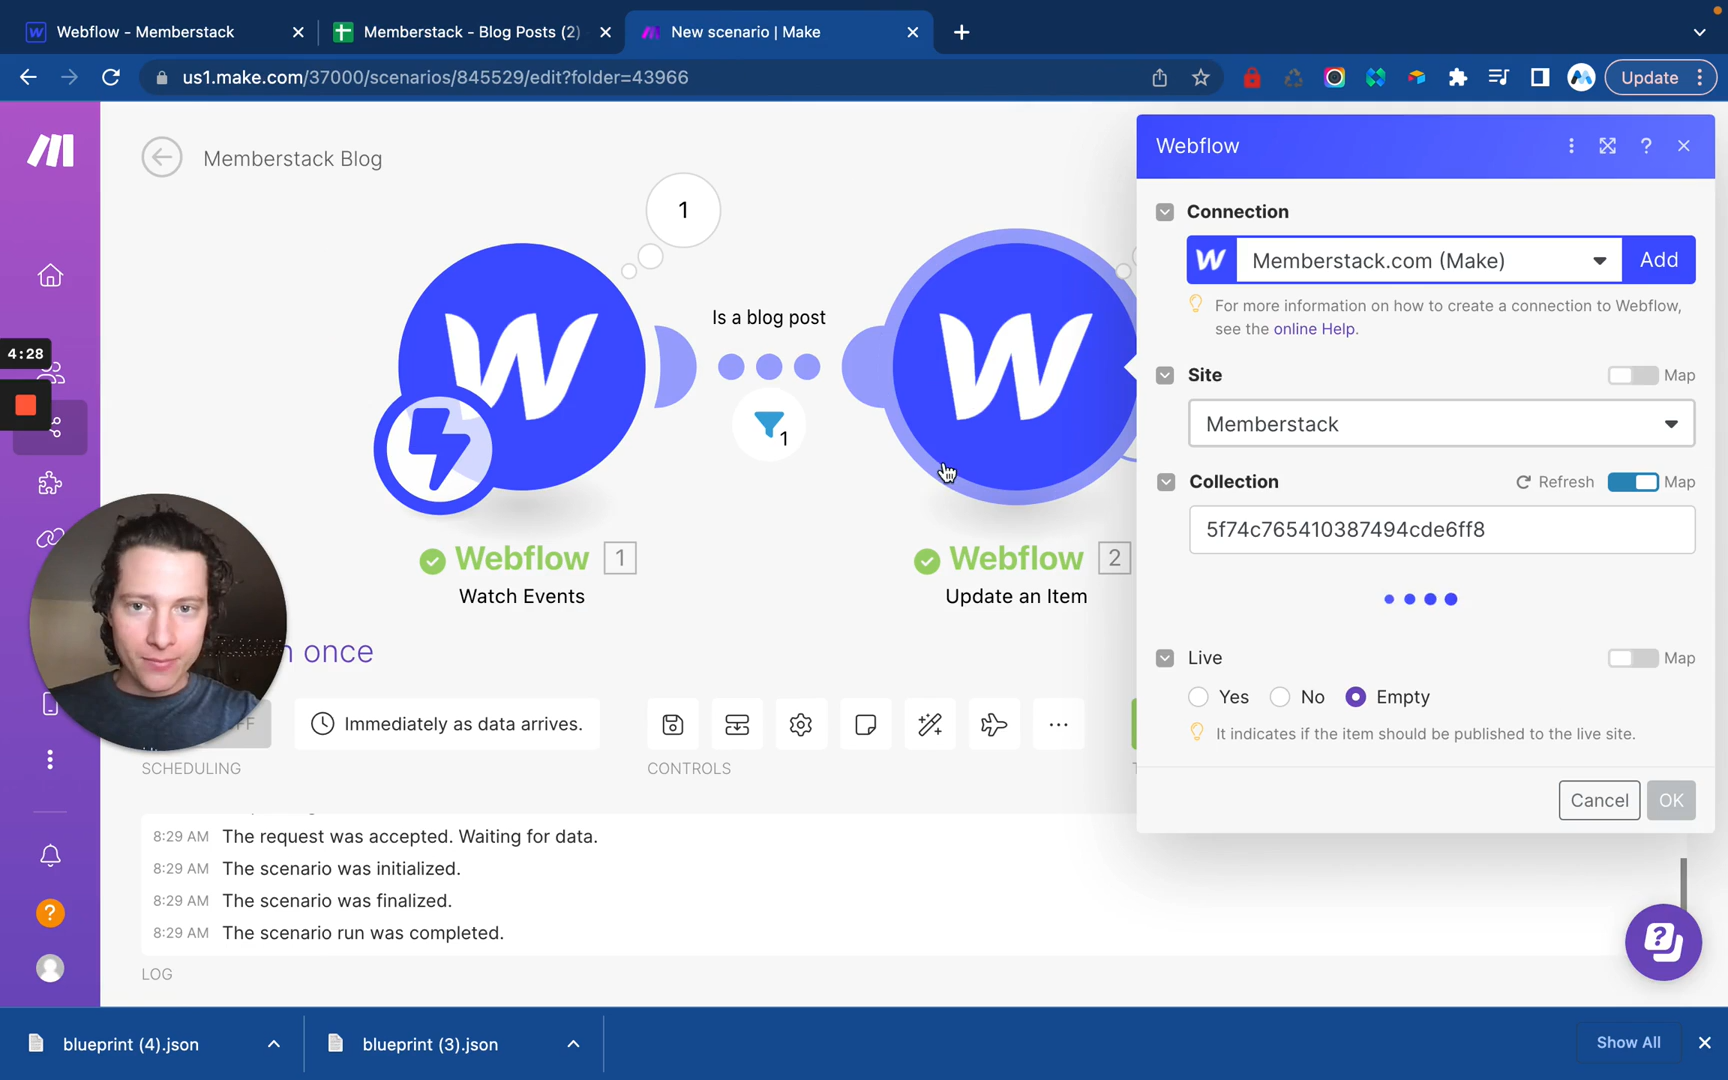 Webflow - Memberstack
Memberstack - Blog Posts (2)
New scenario | Make
us1.make.com/37000/scenarios/845529/edit?folder=43966
Update
Memberstack Blog
1
Is a blog post
1
Webflow 1
Watch Events
Webflow 2
Update an Item
4:28
once
Immediately as data arrives.
SCHEDULING
CONTROLS
8:29 AM The request was accepted. Waiting for data.
8:29 AM The scenario was initialized.
8:29 AM The scenario was finalized.
8:29 AM The scenario run was completed.
LOG
Webflow
Connection
Memberstack.com (Make)
Add
For more information on how to create a connection to Webflow,
see the online Help.
Site
Map
Memberstack
Collection
Refresh
Map
5f74c765410387494cde6ff8
Live
Map
Yes No Empty
It indicates if the item should be published to the live site.
Cancel
OK
blueprint (4).json
blueprint (3).json
Show All